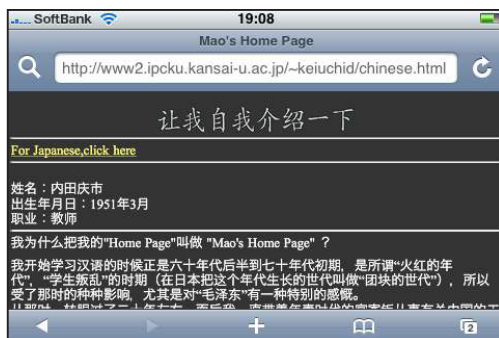 SoftBank 19:08
Mao's Home Page
http://www2.ipcku.kansai-u.ac.jp/~keiuchid/chinese.html
让我自我介绍一下
For Japanese,click here
姓名：内田庆市
出生年月日：1951年3月
职业：教师
我为什么把我的"Home Page"叫做 "Mao's Home Page" ？
我开始学习汉语的时候正是六十年代后半到七十年代初期，是所谓“火红的年
代”，“学生叛乱”的时期（在日本把这个年代生长的世代叫做“团块的世代”），所以
受了那时的种种影响，尤其是对“毛泽东”有一种特别的感慨。
2